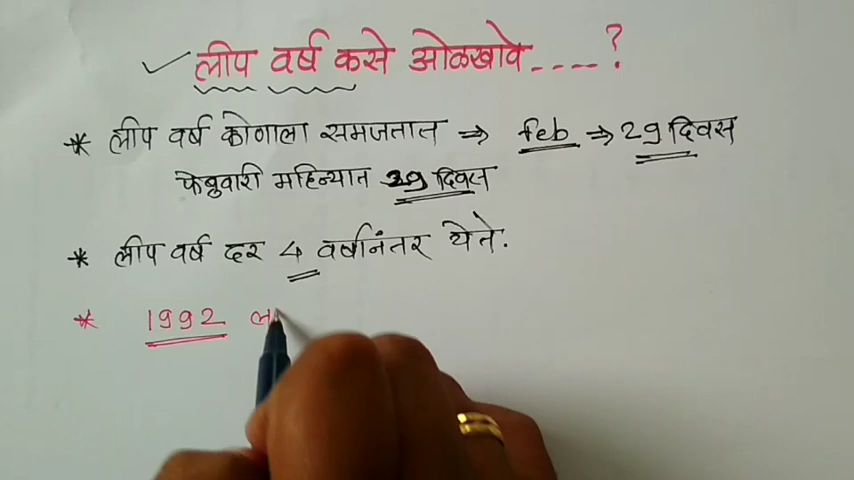 लीप वर्ष कसे ओळखावे....?
* लीप वर्ष कोणाला समजतात ⇒ feb ⇒ 29 दिवस
फेब्रुवारी महिन्यात 29 दिवस
* लीप वर्ष दर 4 वर्षानंतर येते.
* 1992 ल